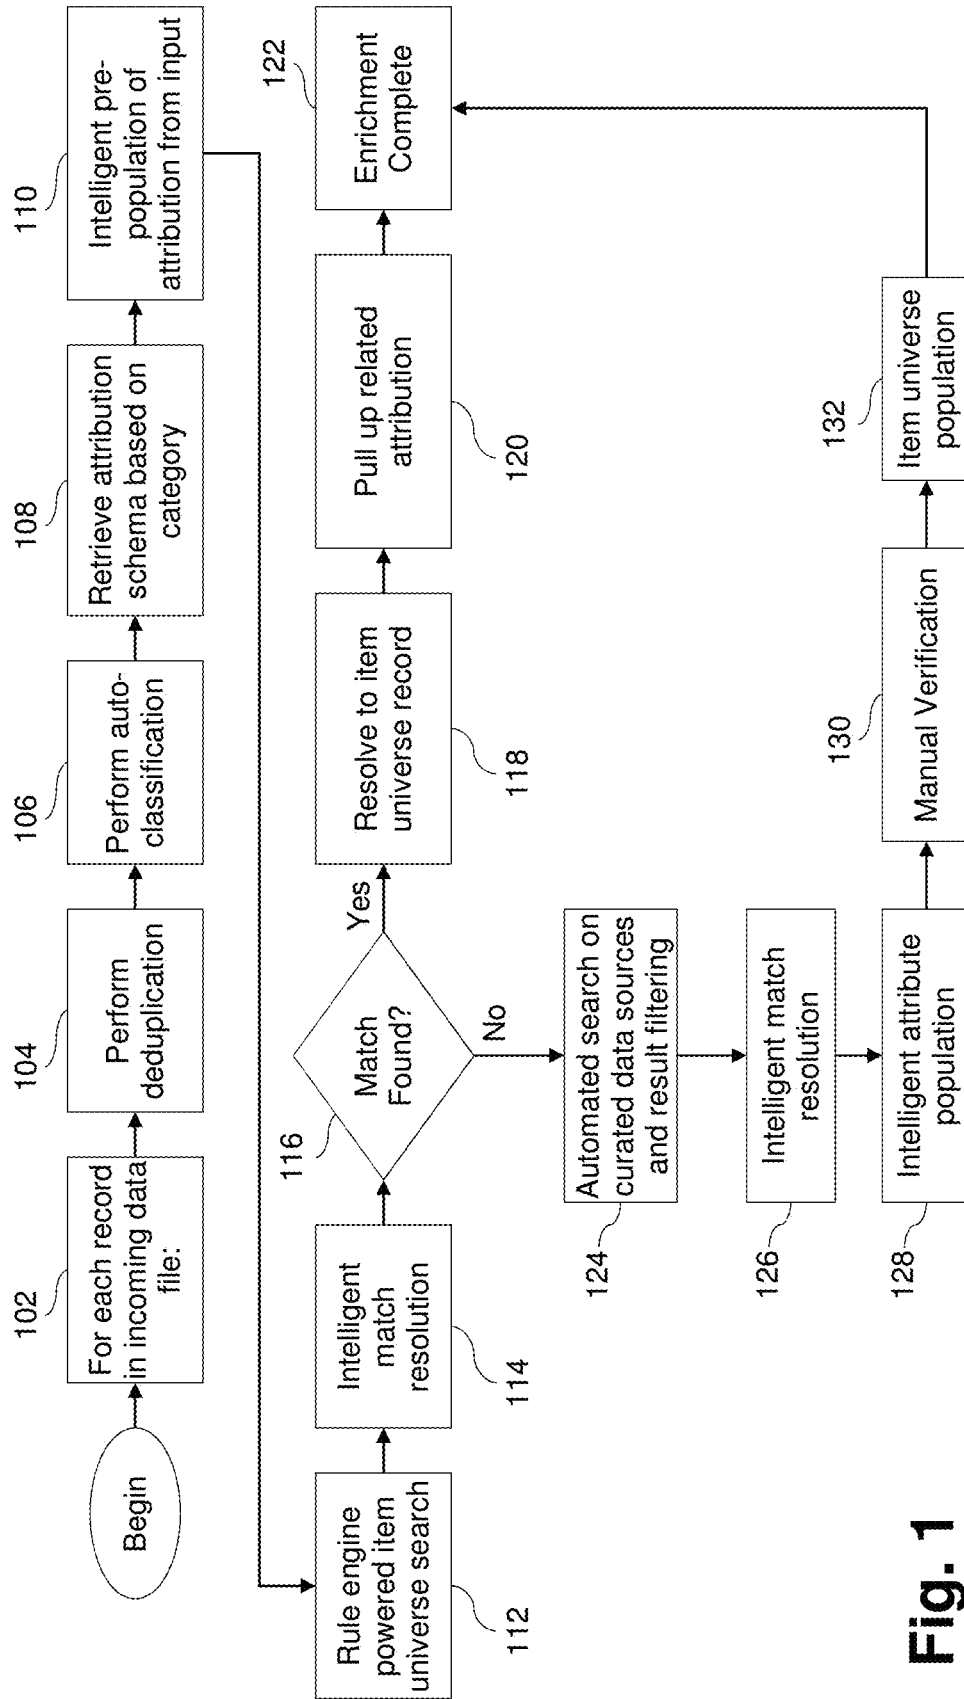 Begin
102
For each record
in incoming data
file:
104
Perform
deduplication
106
Perform auto-
classification
108
Retrieve attribution
schema based on
category
110
Intelligent pre-
population of
attribution from input
Rule engine
powered item
universe search
112
Intelligent
match
resolution
114
Match
Found?
116
Yes
No
Resolve to item
universe record
118
Pull up related
attribution
120
Enrichment
Complete
122
Automated search on
curated data sources
and result filtering
124
Intelligent match
resolution
126
Intelligent attribute
population
128
Manual Verification
130
Item universe
population
132
Fig. 1